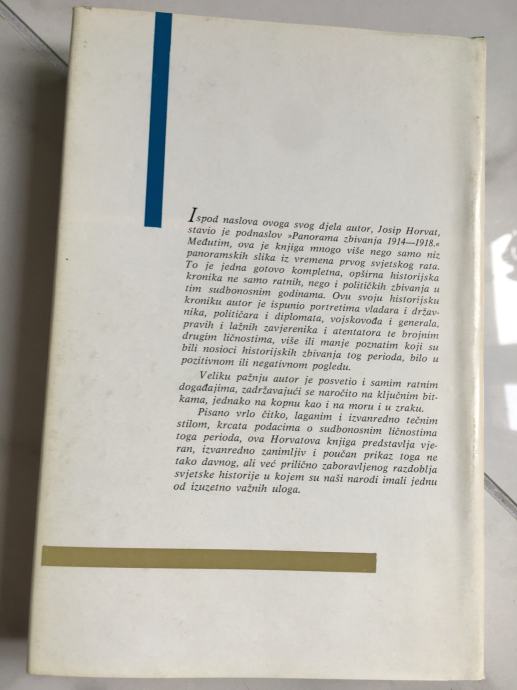 Ispod naslova ovoga svog djela autor, Josip Horvat,
stavio je podnaslov »Panorama zbivanja 1914—1918.«
Međutim, ova je knjiga mnogo više nego samo niz
panoramskih slika iz vremena prvog svjetskog rata.
To je jedna gotovo kompletna, opširna historijska
kronika ne samo ratnih, nego i političkih zbivanja u
tim sudbonosnim godinama. Ovu svoju historijsku
kroniku autor je ispunio portretima vladara i držav-
nika, političara i diplomata, vojskovođa i generala,
pravih i lažnih zavjerenika i atentatora te brojnim
drugim ličnostima, više ili manje poznatim koji su
bili nosioci historijskih zbivanja tog perioda, bilo u
pozitivnom ili negativnom pogledu.
Veliku pažnju autor je posvetio i samim ratnim
događajima, zadržavajući se naročito na ključnim bit-
kama, jednako na kopnu kao i na moru i u zraku.
Pisano vrlo čitko, laganim i izvanredno tečnim
stilom, krcata podacima o sudbonosnim ličnostima
toga perioda, ova Horvatova knjiga predstavlja vje-
ran, izvanredno zanimljiv i poučan prikaz toga ne
tako davnog, ali već prilično zaboravljenog razdoblja
svjetske historije u kojem su naši narodi imali jednu
od izuzetno važnih uloga.